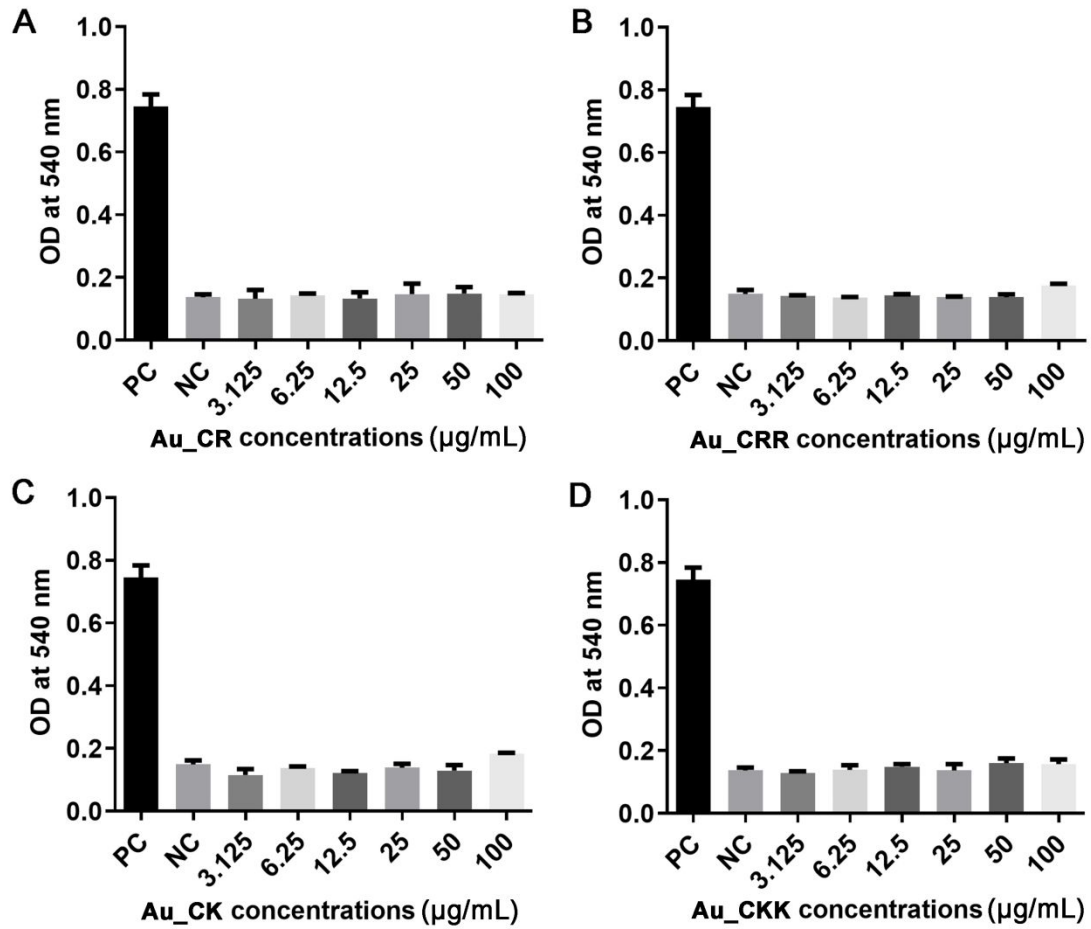 A
OD at 540 nm
1.0
0.8
0.6
0.4
0.2
0.0
PC
NC
3.125
6.25
12.5
25
50
100
Au_CR concentrations (µg/mL)
B
OD at 540 nm
1.0
0.8
0.6
0.4
0.2
0.0
PC
NC
3.125
6.25
12.5
25
50
100
Au_CRR concentrations (µg/mL)
C
OD at 540 nm
1.0
0.8
0.6
0.4
0.2
0.0
PC
NC
3.125
6.25
12.5
25
50
100
Au_CK concentrations (µg/mL)
D
OD at 540 nm
1.0
0.8
0.6
0.4
0.2
0.0
PC
NC
3.125
6.25
12.5
25
50
100
Au_CKK concentrations (µg/mL)